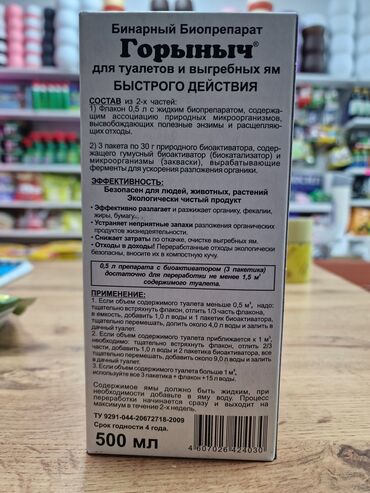 Бинарный Биопрепарат
Горыныч®
для туалетов и выгребных ям
БЫСТРОГО ДЕЙСТВИЯ
СОСТАВ из 2-х частей:
1) Флакон 0,5 л с жидким биопрепаратом, содержа-
щим ассоциацию природных микроорганизмов,
высвобождающих полезные энзимы и расщепляю-
щих отходы.
2) 3 пакета по 30 г природного биоактиватора, содер-
жащего гумусный биоактиватор (биокатализатор) и
микроорганизмы (закваски), вырабатывающие
ферменты для ускорения разложения органики.
ЭФФЕКТИВНОСТЬ:
Безопасен для людей, животных, растений
Экологически чистый продукт
• Эффективно разлагает и разжижает органику, фекалии,
жиры, бумагу...
• Устраняет неприятные запахи разложения органических
продуктов жизнедеятельности.
• Снижает затраты по откачке, очистке выгребных ям.
• Отходы в доходы! Переработанные отходы экологически
безопасны, вносите их в компостную кучу.
0,5 л препарата с биоактиватором (3 пакетика)
достаточно для переработки не менее 1,5 м³
содержимого туалета.
ПРИМЕНЕНИЕ:
1. Если объем содержимого туалета меньше 0,5 м³, надо:
тщательно встряхнуть флакон, отлить 1/3 часть флакона,
в емкость, добавить 1,0 л воды и 1 пакетик биоактиватора,
тщательно перемешать, долить около 4,0 л воды и залить в
дачный туалет.
2. Если объем содержимого туалета приближается к 1 м³,
необходимо: тщательно встряхнуть флакон, отлить 2/3
части, добавить 1,0 л воды и 2 пакетика биоактиватора, все
тщательно перемешать, добавить около 9,0 л воды и залить в
дачный туалет.
3. Если объем содержимого туалета больше 1 м³,
используйте все 3 пакетика + флакон +15 л воды.
Содержимое ямы должно быть жидким, при
необходимости добавьте в яму воду. Процесс
переработки начинается сразу и выходит на
максимум в течение 2-х недель.
ТУ 9291-044-20672718-2009
Срок годности 4 года.
500 мл
4 607026 424030